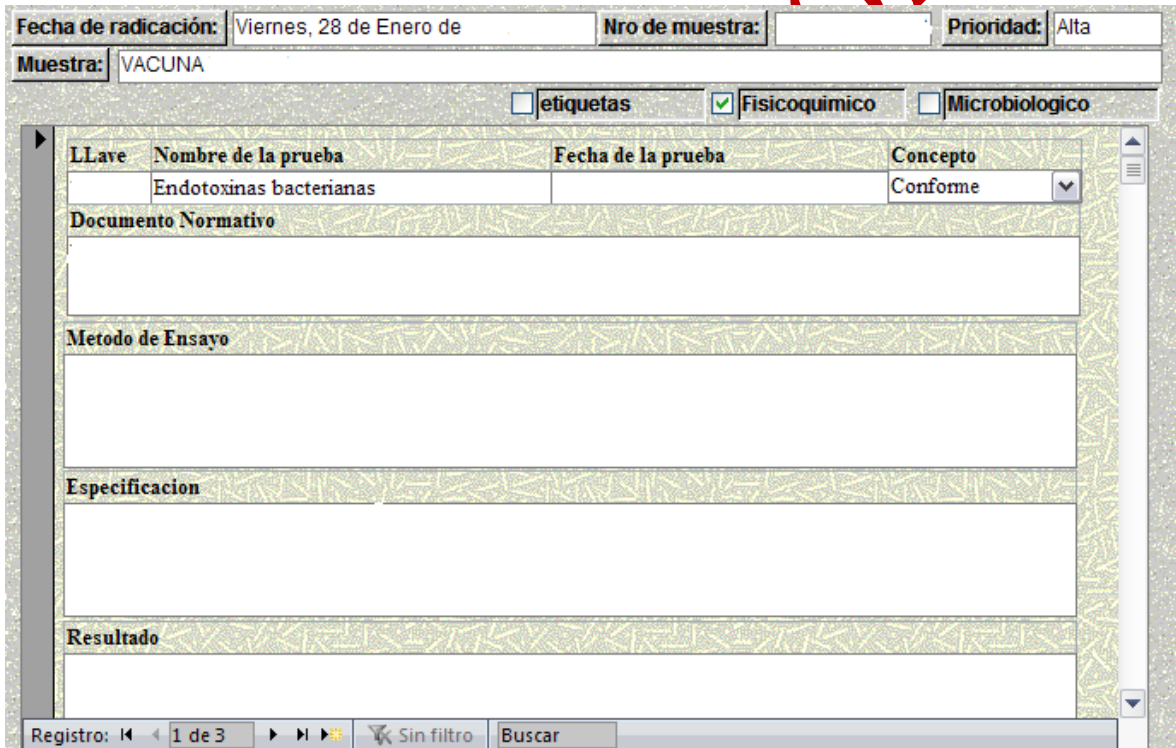 Fecha de radicación: Viernes, 28 de Enero de Nro de muestra: Prioridad: Alta
Muestra: VACUNA
etiquetas Fisicoquimico Microbiologico
LLave Nombre de la prueba Fecha de la prueba Concepto
Endotoxinas bacterianas Conforme
Documento Normativo
Metodo de Ensayo
Especificacion
Resultado
Registro: 1 de 3 Sin filtro Buscar